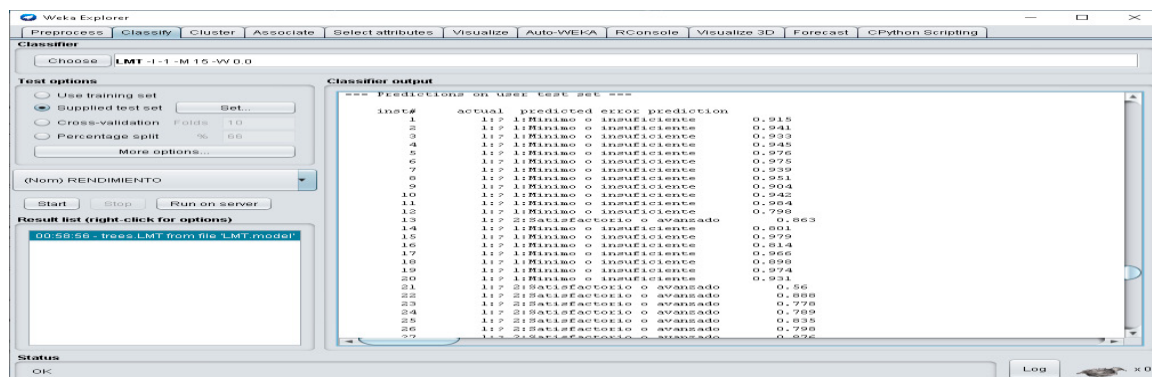 Weka Explorer
Preprocess Classify Cluster Associate Select attributes Visualize Auto-WEKA RConsole Visualize 3D Forecast CPython Scripting
Classifier
Choose LMT -I -1 -M 15 -W 0.0
Test options
Use training set
Supplied test set Set...
Cross-validation Folds 10
Percentage split % 66
More options...
(Nom) RENDIMIENTO
Start Stop Run on server
Result list (right-click for options)
00:58:56 - trees.LMT from file 'LMT.model'
Classifier output
=== Predictions on user test set ===
inst# actual predicted error prediction
1 1:? 1:Minimo o insuficiente 0.915
2 1:? 1:Minimo o insuficiente 0.941
3 1:? 1:Minimo o insuficiente 0.933
4 1:? 1:Minimo o insuficiente 0.945
5 1:? 1:Minimo o insuficiente 0.976
6 1:? 1:Minimo o insuficiente 0.975
7 1:? 1:Minimo o insuficiente 0.939
8 1:? 1:Minimo o insuficiente 0.951
9 1:? 1:Minimo o insuficiente 0.904
10 1:? 1:Minimo o insuficiente 0.942
11 1:? 1:Minimo o insuficiente 0.984
12 1:? 1:Minimo o insuficiente 0.798
13 1:? 2:Satisfactorio o avanzado 0.863
14 1:? 1:Minimo o insuficiente 0.801
15 1:? 1:Minimo o insuficiente 0.979
16 1:? 1:Minimo o insuficiente 0.814
17 1:? 1:Minimo o insuficiente 0.966
18 1:? 1:Minimo o insuficiente 0.898
19 1:? 1:Minimo o insuficiente 0.974
20 1:? 1:Minimo o insuficiente 0.931
21 1:? 2:Satisfactorio o avanzado 0.56
22 1:? 2:Satisfactorio o avanzado 0.888
23 1:? 2:Satisfactorio o avanzado 0.778
24 1:? 2:Satisfactorio o avanzado 0.789
25 1:? 2:Satisfactorio o avanzado 0.835
26 1:? 2:Satisfactorio o avanzado 0.798
27 1:? 2:Satisfactorio o avanzado 0.876
Status
OK
Log
x 0